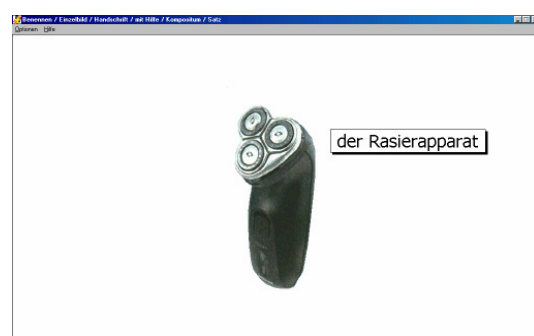 Benennen / Einzelbild / Handschrift / mit Hilfe / Kompositum / Satz
Optionen Hilfe
der Rasierapparat